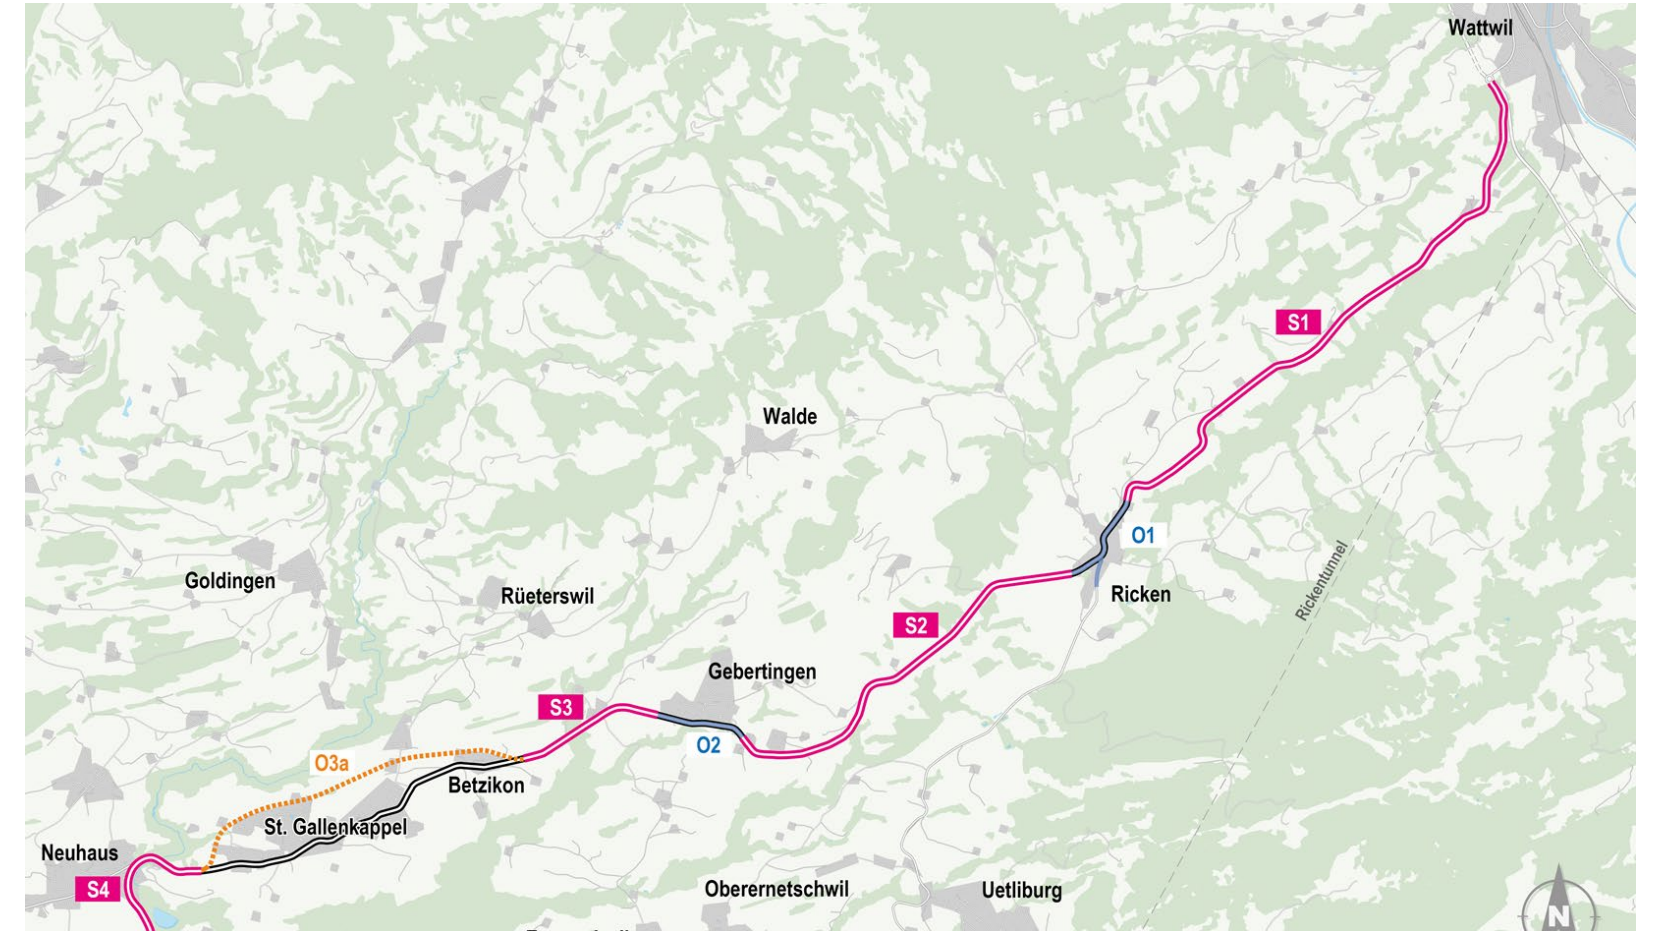 Wattwil
S1
Walde
O1
Goldingen
Rüeterswil
Ricken
Rickentunnel
S2
Gebertingen
S3
O2
O3a
Betzikon
St. Gallenkappel
Neuhaus
S4
Oberernetschwil
Uetliburg
N